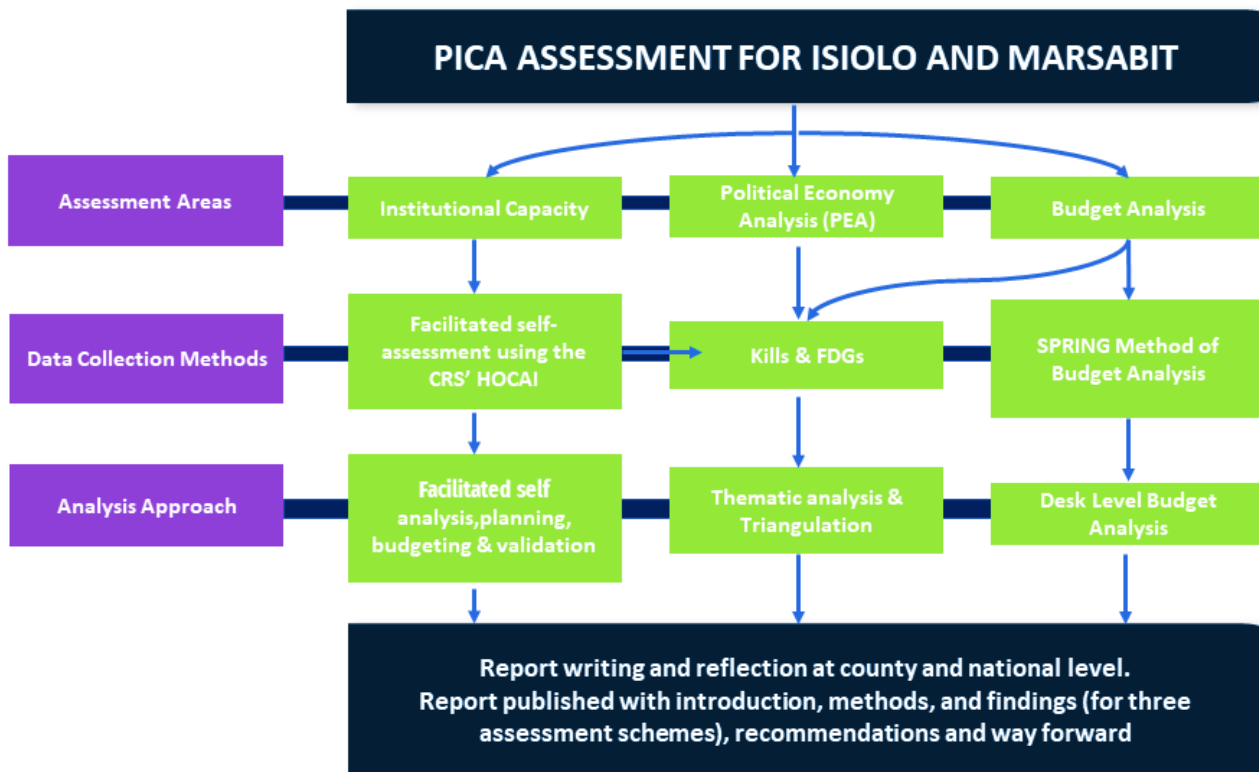 PICA ASSESSMENT FOR ISIOLO AND MARSABIT
Assessment Areas
Institutional Capacity
Political Economy
Analysis (PEA)
Budget Analysis
Data Collection Methods
Facilitated self-
assessment using the
CRS’ HOCAI
Kills & FDGs
SPRING Method of
Budget Analysis
Analysis Approach
Facilitated self
analysis,planning,
budgeting & validation
Thematic analysis &
Triangulation
Desk Level Budget
Analysis
Report writing and reflection at county and national level.
Report published with introduction, methods, and findings (for three
assessment schemes), recommendations and way forward